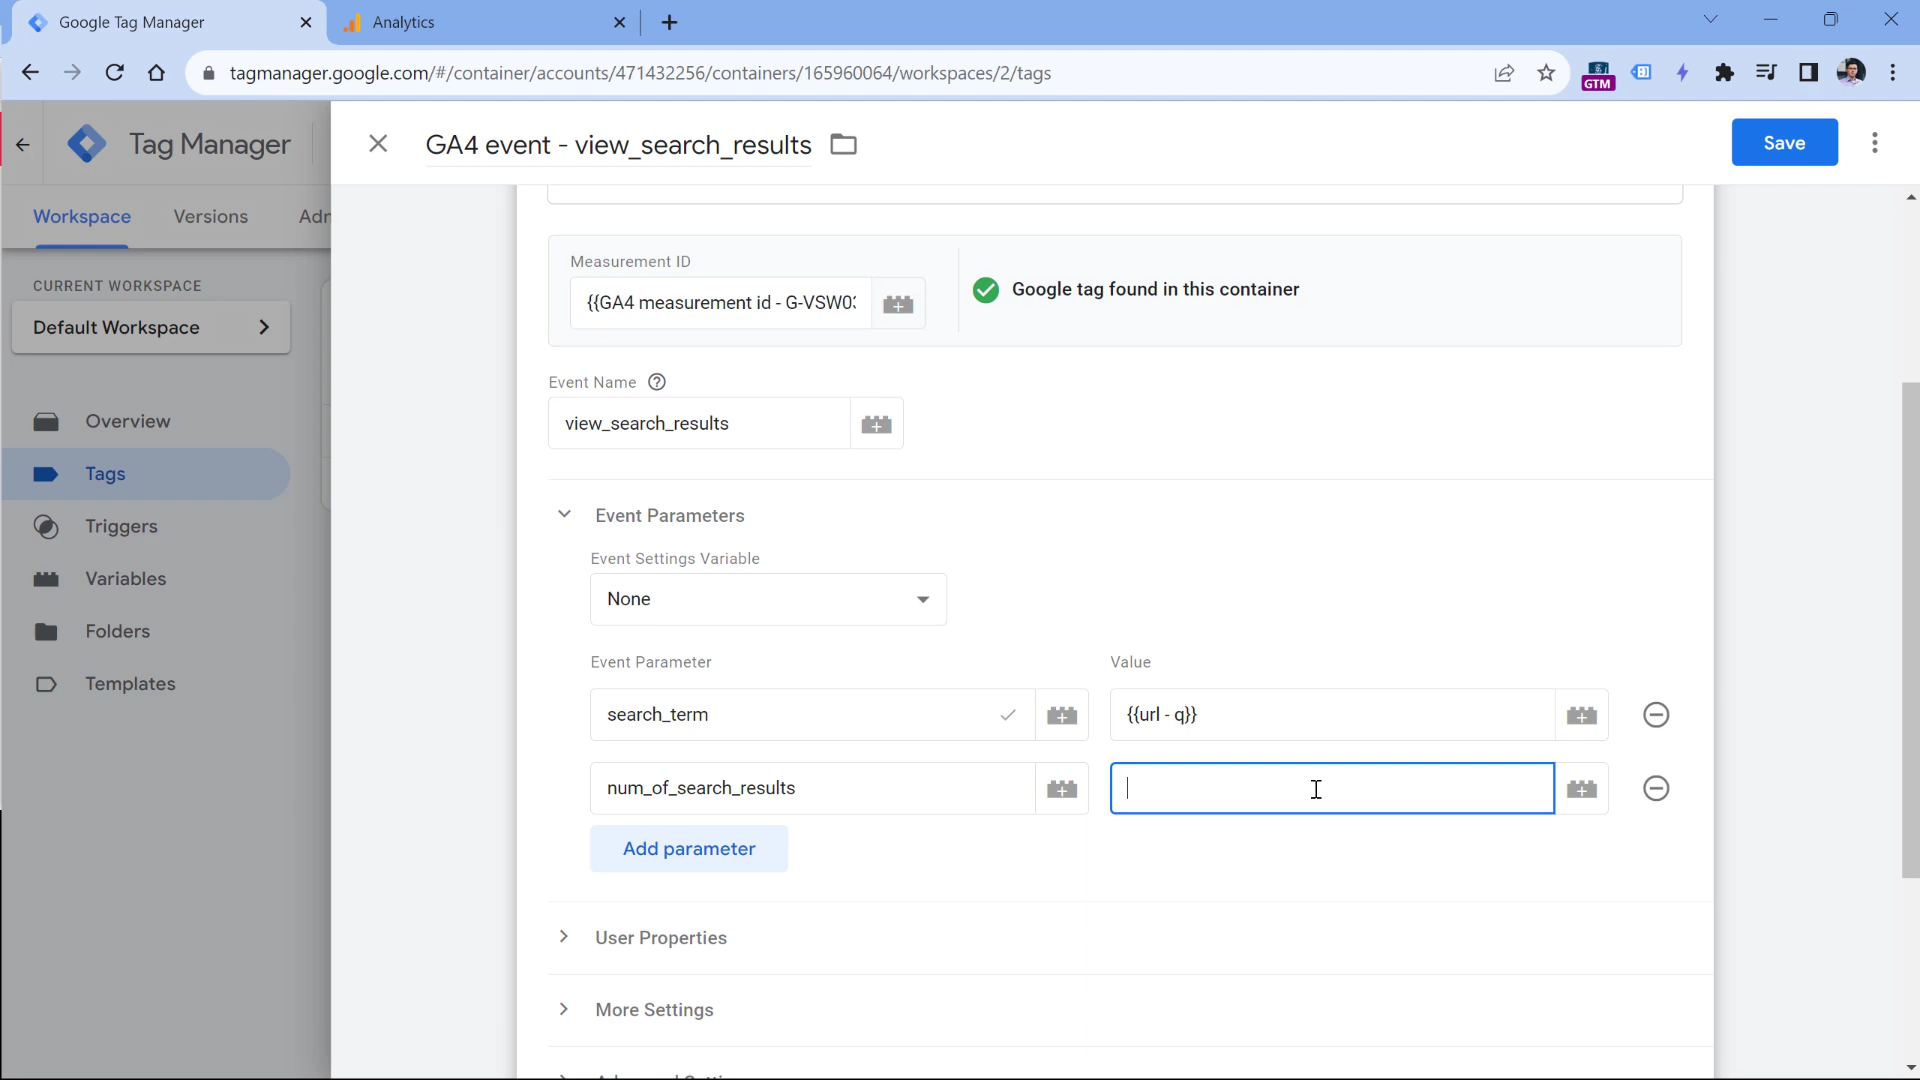 Google Tag Manager
Analytics
tagmanager.google.com/#/container/accounts/471432256/containers/165960064/workspaces/2/tags
GTM
Tag Manager
GA4 event - view_search_results
Save
Workspace
Versions
Adm
CURRENT WORKSPACE
Default Workspace
Overview
Tags
Triggers
Variables
Folders
Templates
Measurement ID
{{GA4 measurement id - G-VSW03
Google tag found in this container
Event Name
view_search_results
Event Parameters
Event Settings Variable
None
Event Parameter
Value
search_term
{{url - q}}
num_of_search_results
Add parameter
User Properties
More Settings